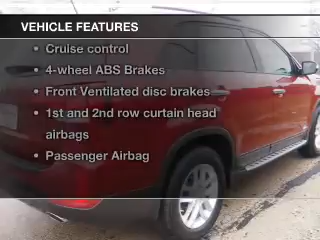 VEHICLE FEATURES
• Cruise control
• 4-wheel ABS Brakes
• Front Ventilated disc brakes
• 1st and 2nd row curtain head
airbags
• Passenger Airbag